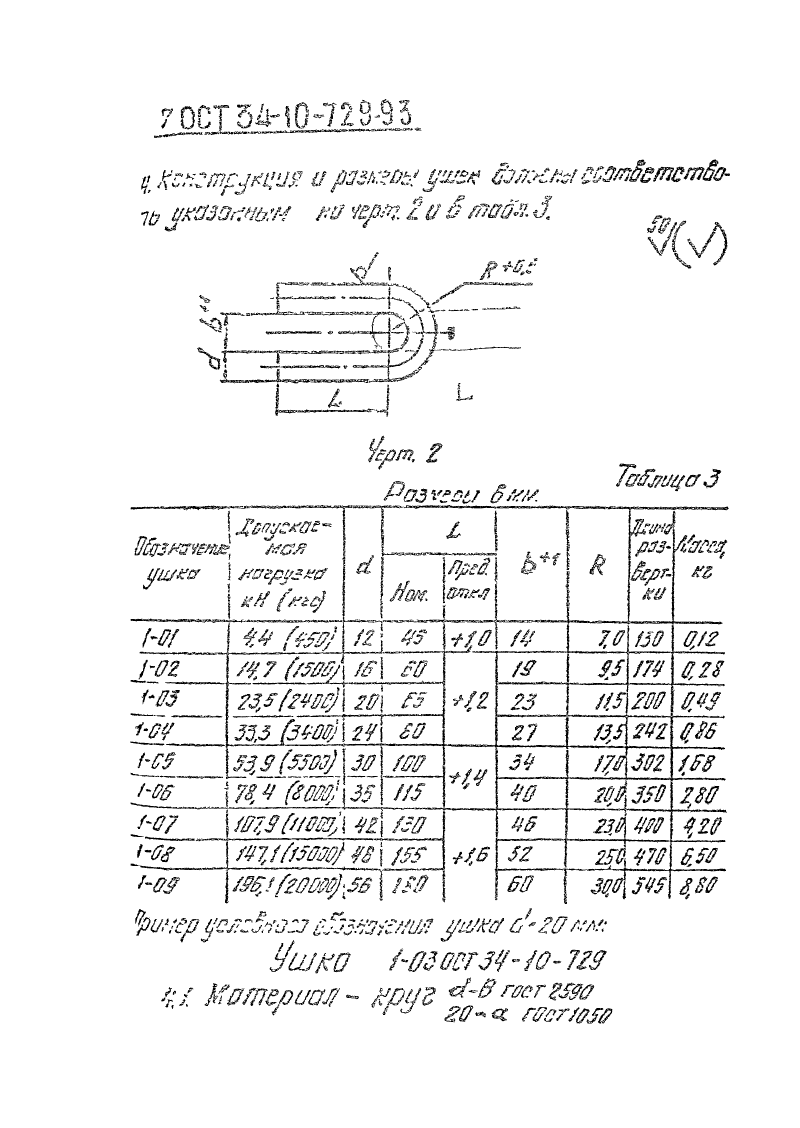 7 ОСТ 34-10-729-93
4. Конструкция и размеры ушек должны соответство-
ть указанным на черт. 2 и в табл. 3.
50
R+0,5
b+1
d
L
L
Черт. 2
Таблица 3
Размеры в мм.
Обозначение ушка | Допускае-мая нагрузка кН (кгс) | d | L Ном. | L Пред. откл | b+1 | R | Длина раз-верт-ки | Масса, кг
1-01 4,4 (450) 12 45 +1,0 14 7,0 130 0,12
1-02 14,7 (1500) 16 60 19 9,5 174 0,28
1-03 23,5 (2400) 20 65 +1,2 23 11,5 200 0,49
1-04 33,3 (3400) 24 80 27 13,5 242 0,86
1-05 53,9 (5500) 30 100 +1,4 34 17,0 302 1,68
1-06 78,4 (8000) 36 115 40 20,0 350 2,80
1-07 107,9 (11000) 42 130 46 23,0 400 4,20
1-08 147,1 (15000) 48 155 +1,6 52 25,0 470 6,50
1-09 196,1 (20000) 56 180 60 30,0 545 8,80
Пример условного обозначения ушка d=20 мм:
Ушко 1-03 ОСТ 34-10-729
4.1. Материал - круг d-В ГОСТ 2590
20-а ГОСТ 1050